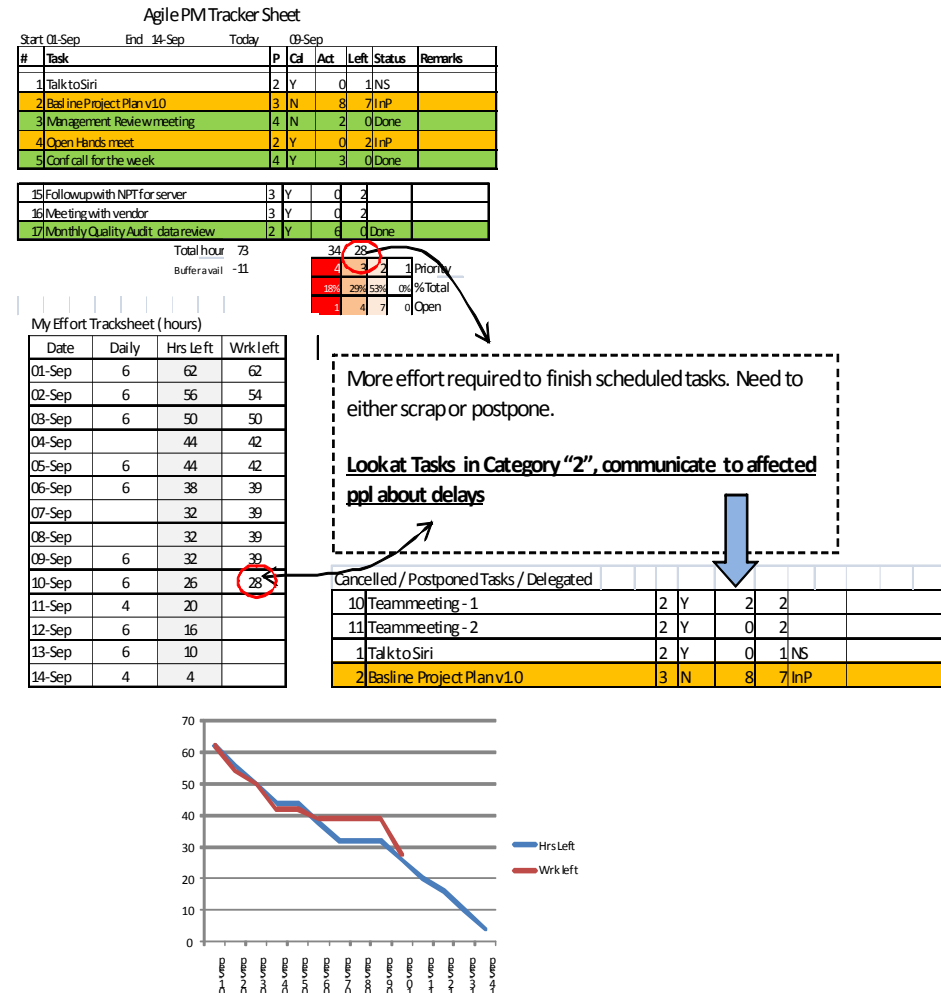 Agile PM Tracker Sheet
Start 01-Sep End 14-Sep Today 09-Sep
# Task P Cal Act Left Status Remarks
1 Talk to Siri 2 Y 0 1 NS
2 Basline Project Plan v1.0 3 N 8 7 InP
3 Management Review meeting 4 N 2 0 Done
4 Open Hands meet 2 Y 0 2 InP
5 Conf call for the week 4 Y 3 0 Done
15 Followup with NPT for server 3 Y 0 2
16 Meeting with vendor 3 Y 0 2
17 Monthly Quality Audit data review 2 Y 6 0 Done
Total hour 73 34 28
Buffer avail -11 4 3 2 1 Priority
18% 29% 53% 0% % Total
1 4 7 0 Open
My Effort Tracksheet (hours)
Date Daily Hrs Left Wrk left
01-Sep 6 62 62
02-Sep 6 56 54
03-Sep 6 50 50
04-Sep 44 42
05-Sep 6 44 42
06-Sep 6 38 39
07-Sep 32 39
08-Sep 32 39
09-Sep 6 32 39
10-Sep 6 26 28
11-Sep 4 20
12-Sep 6 16
13-Sep 6 10
14-Sep 4 4
More effort required to finish scheduled tasks. Need to
either scrap or postpone.
Look at Tasks in Category “2”, communicate to affected
ppl about delays
Cancelled / Postponed Tasks / Delegated
10 Team meeting - 1 2 Y 2 2
11 Team meeting - 2 2 Y 0 2
1 Talk to Siri 2 Y 0 1 NS
2 Basline Project Plan v1.0 3 N 8 7 InP
70
60
50
40
30
20
10
0
Hrs Left
Wrk left